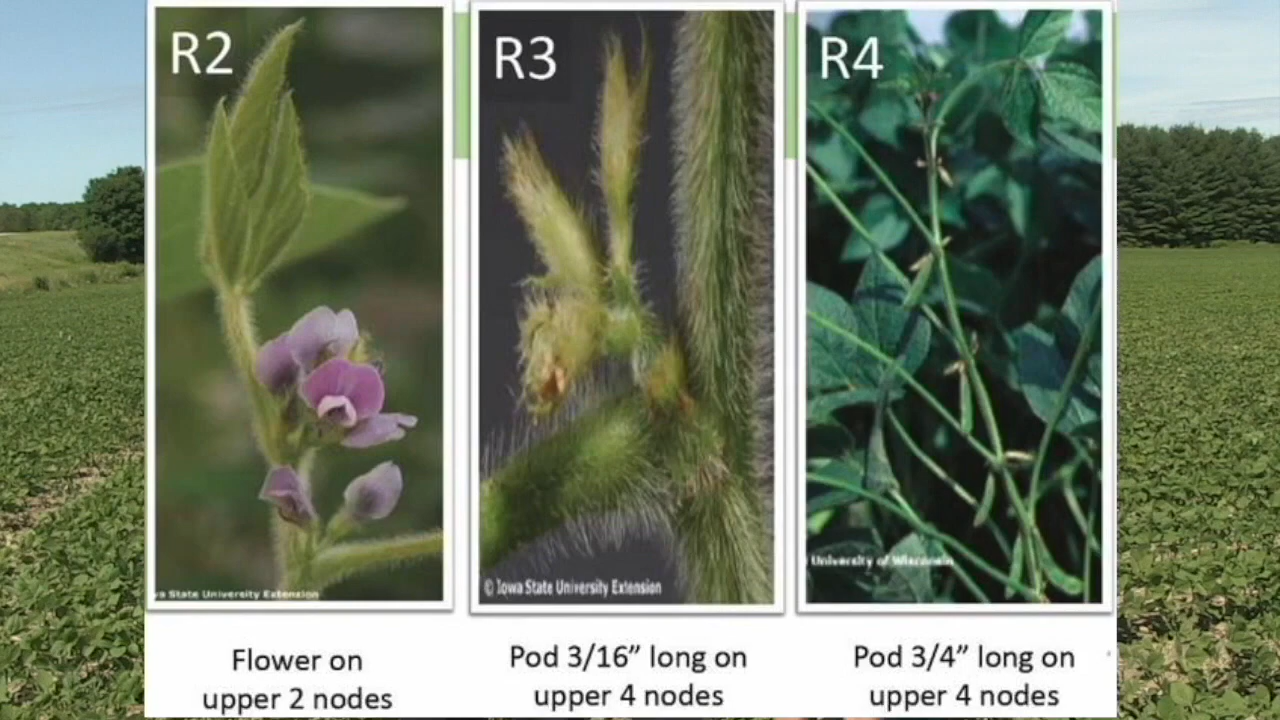 R2
R3
R4
a State University Extension
© Iowa State University Extension
University of Wisconsin
Flower on
upper 2 nodes
Pod 3/16” long on
upper 4 nodes
Pod 3/4” long on
upper 4 nodes